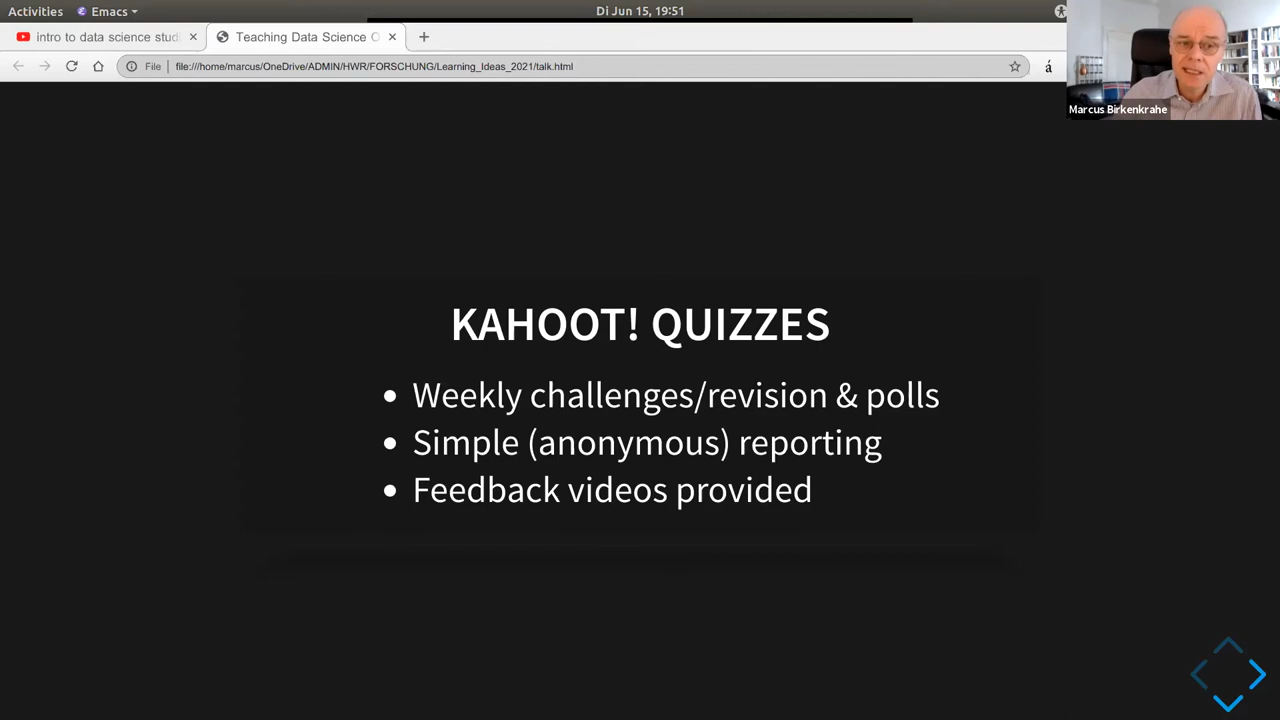 Activities
Emacs
Di Jun 15, 19:51
intro to data science stud
Teaching Data Science O
File
file:///home/marcus/OneDrive/ADMIN/HWR/FORSCHUNG/Learning_Ideas_2021/talk.html
á
Marcus Birkenkrahe
KAHOOT! QUIZZES
• Weekly challenges/revision & polls
• Simple (anonymous) reporting
• Feedback videos provided